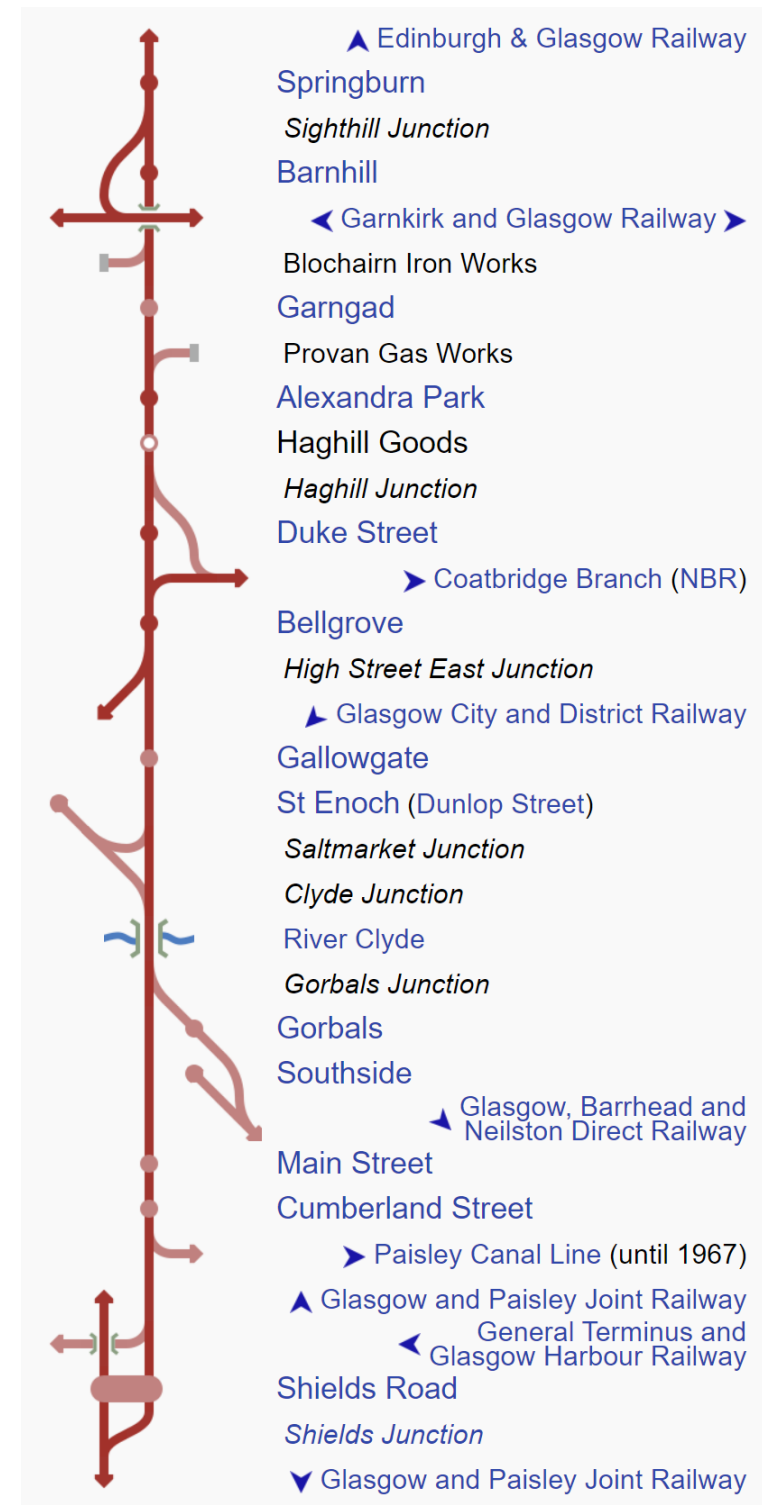 Edinburgh & Glasgow Railway
Springburn
Sighthill Junction
Barnhill
Garnkirk and Glasgow Railway
Blochairn Iron Works
Garngad
Provan Gas Works
Alexandra Park
Haghill Goods
Haghill Junction
Duke Street
Coatbridge Branch (NBR)
Bellgrove
High Street East Junction
Glasgow City and District Railway
Gallowgate
St Enoch (Dunlop Street)
Saltmarket Junction
Clyde Junction
River Clyde
Gorbals Junction
Gorbals
Southside
Glasgow, Barrhead and
Neilston Direct Railway
Main Street
Cumberland Street
Paisley Canal Line (until 1967)
Glasgow and Paisley Joint Railway
General Terminus and
Glasgow Harbour Railway
Shields Road
Shields Junction
Glasgow and Paisley Joint Railway